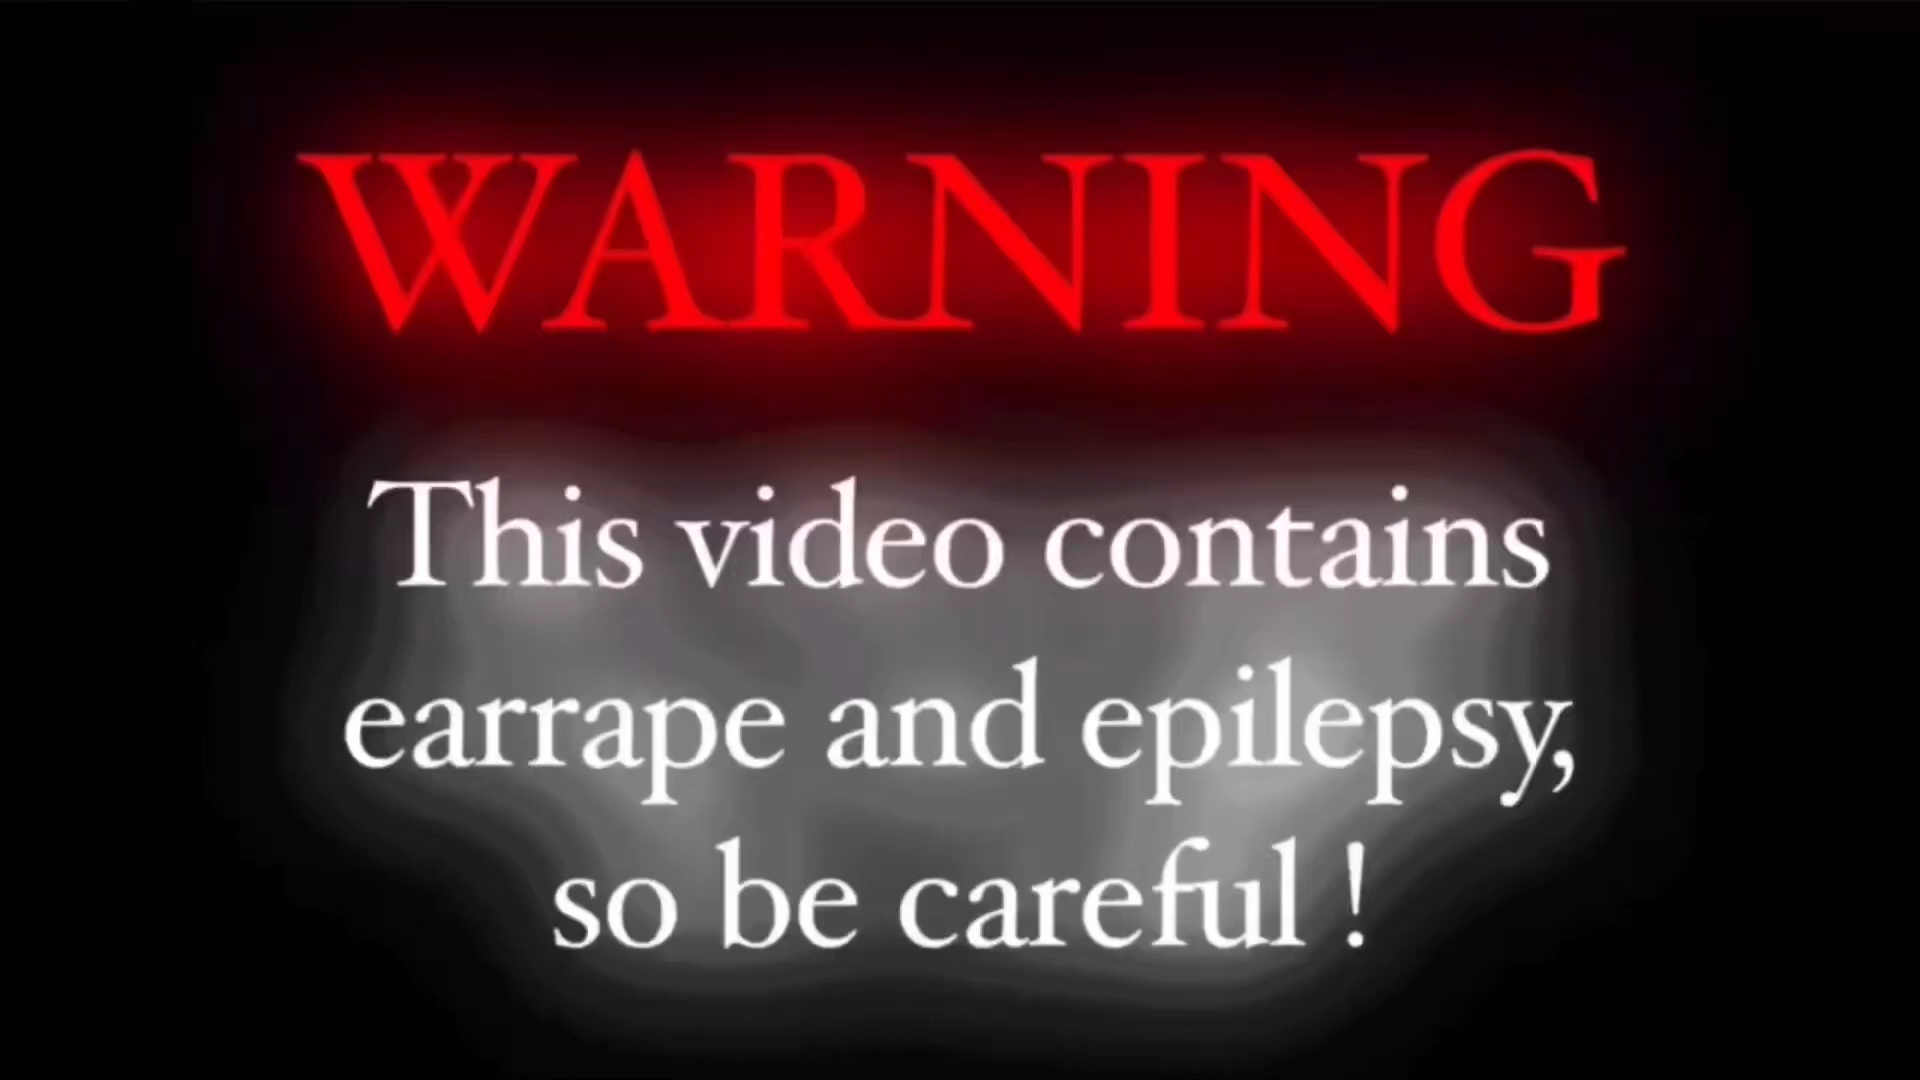 WARNING
This video contains
earrape and epilepsy,
so be careful !